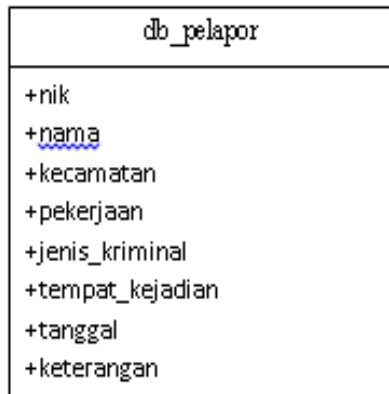 db_pelapor
+nik
+nama
+kecamatan
+pekerjaan
+jenis_kriminal
+tempat_kejadian
+tanggal
+keterangan